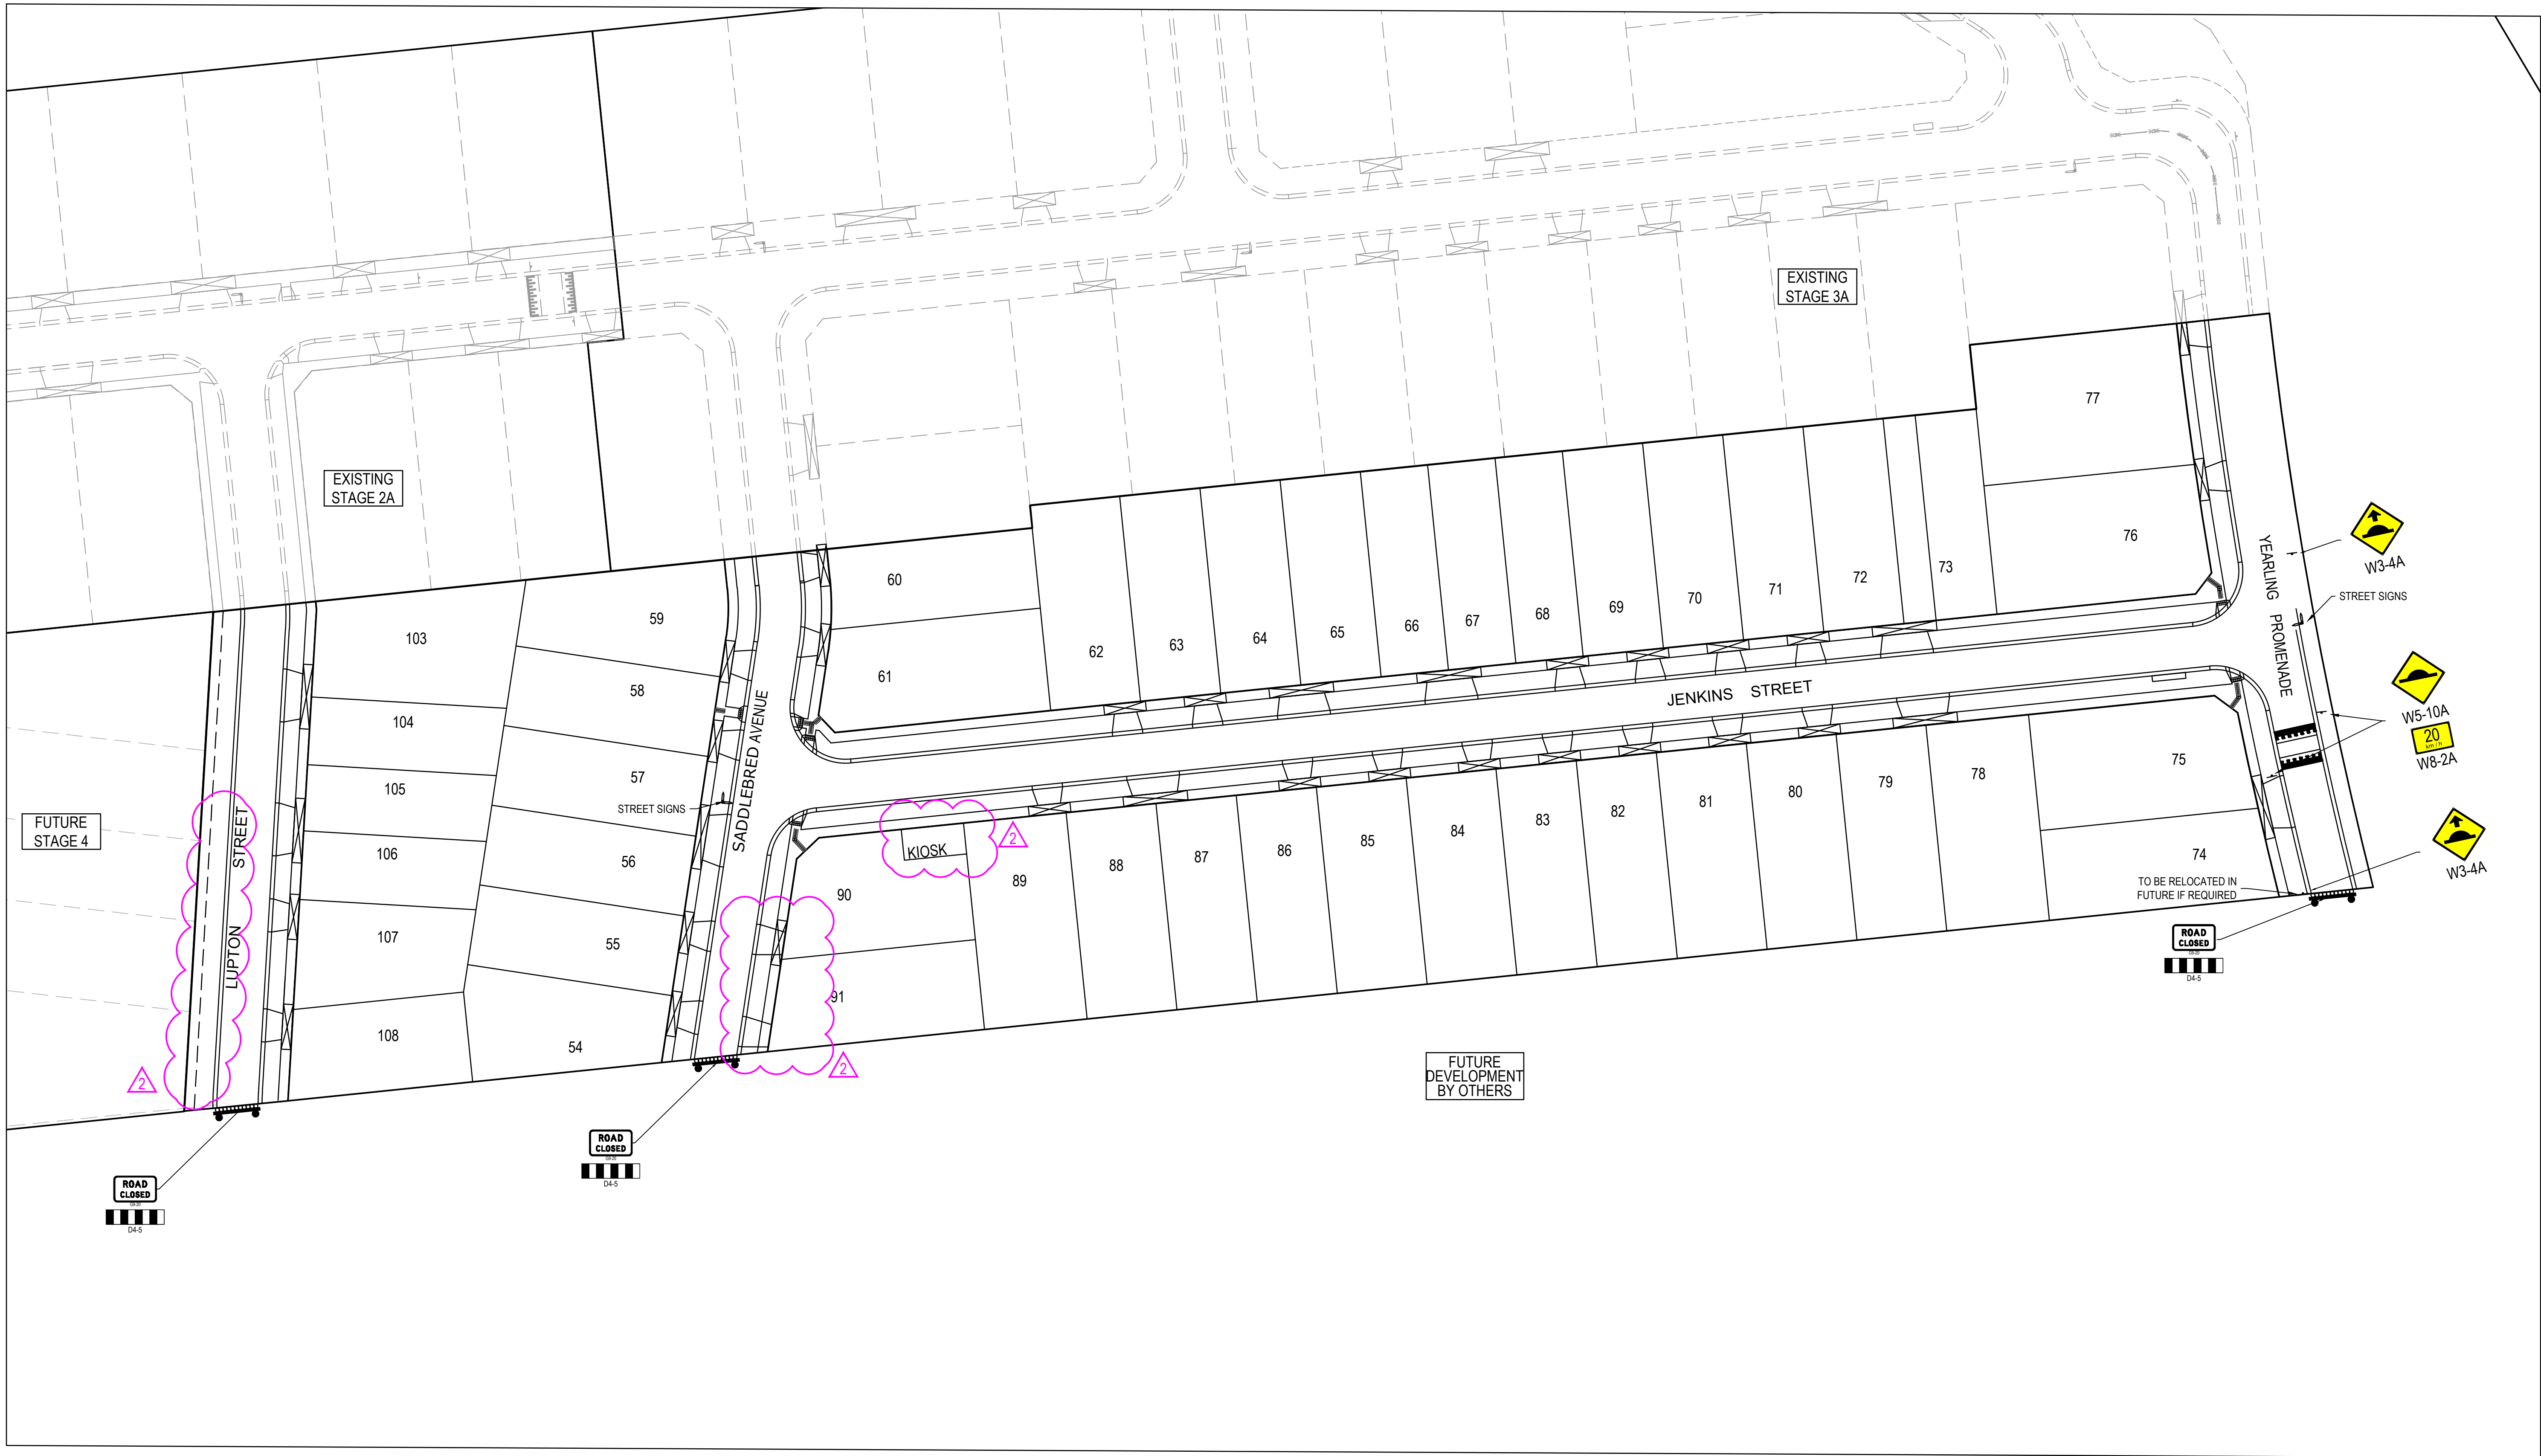 EXISTING
STAGE 3A
EXISTING
STAGE 2A
FUTURE
STAGE 4
77
76
YEARLING PROMENADE
W3-4A
STREET SIGNS
W5-10A
20
km / h
W8-2A
W3-4A
JENKINS STREET
60
61
62
63
64
65
66
67
68
69
70
71
72
73
59
58
57
56
55
54
103
104
105
106
107
108
STREET SIGNS
SADDLEBRED AVENUE
LUPTON STREET
KIOSK
2
90
91
89
88
87
86
85
84
83
82
81
80
79
78
75
74
TO BE RELOCATED IN
FUTURE IF REQUIRED
ROAD
CLOSED
D4-5
2
2
FUTURE
DEVELOPMENT
BY OTHERS
ROAD
CLOSED
D4-5
ROAD
CLOSED
D4-5